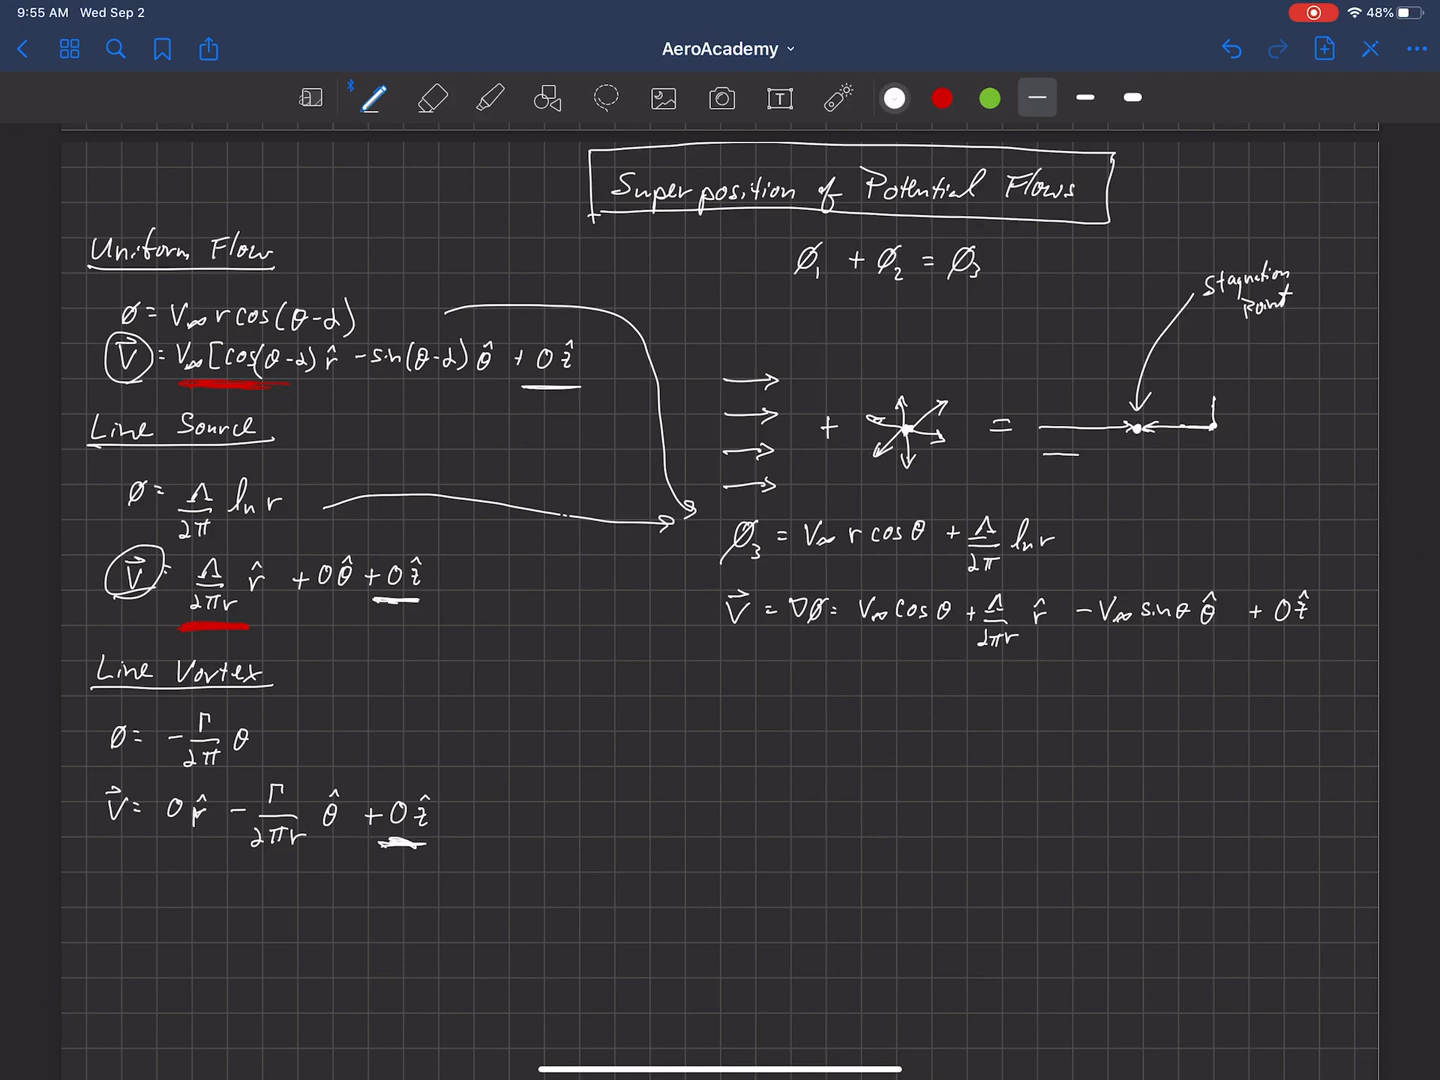 9:55 AM Wed Sep 2
48%
AeroAcademy
Superposition of Potential Flows
Uniform Flow
ϕ = V∞ r cos(θ-α)
V⃗ = V∞ [cos(θ-α) r̂ - sin(θ-α) θ̂ + 0 ẑ
Line Source
ϕ = Λ/2π ln r
V⃗ = Λ/2πr r̂ + 0θ̂ + 0ẑ
Line Vortex
ϕ = - Γ/2π θ
V⃗ = 0 r̂ - Γ/2πr θ̂ + 0 ẑ
ϕ₁ + ϕ₂ = ϕ₃
Stagnation
Point
+ =
ϕ₃ = V∞ r cos θ + Λ/2π ln r
V⃗ = ∇ϕ = V∞ cos θ + Λ/2πr r̂ - V∞ sin θ θ̂ + 0 ẑ